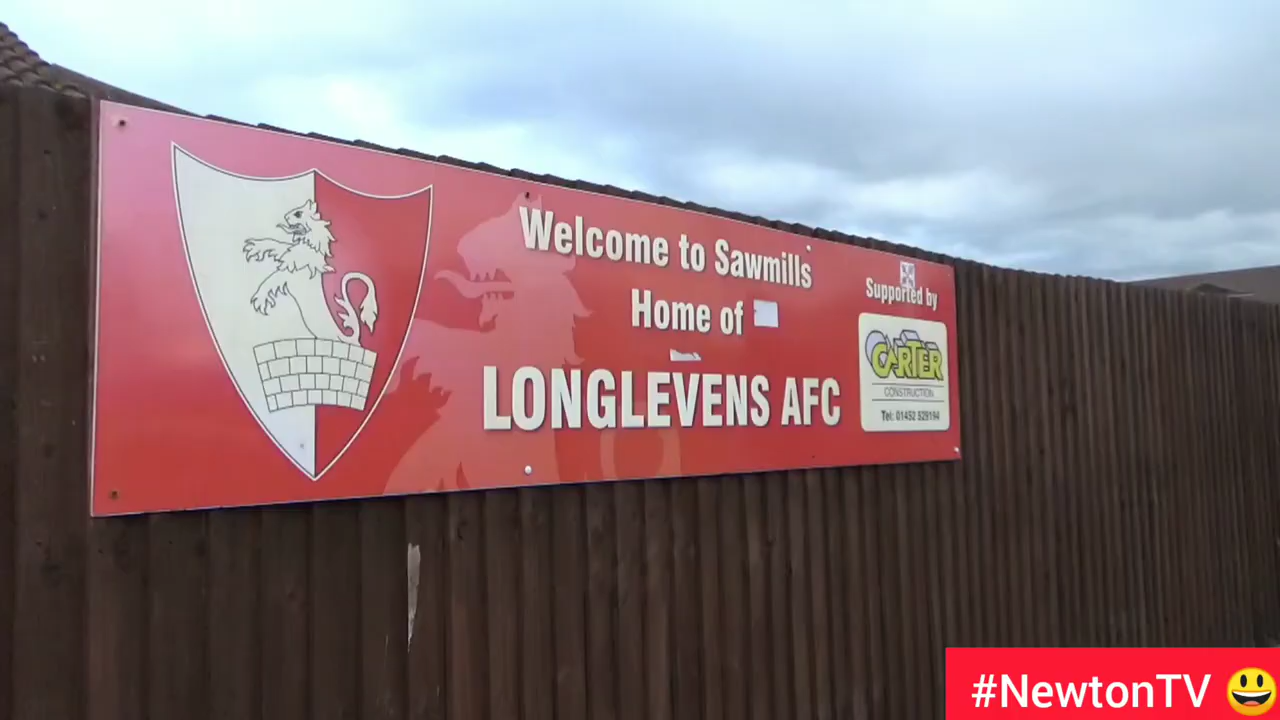 Welcome to Sawmills
Home of
LONGLEVENS AFC
Supported by
CARTER
CONSTRUCTION
Tel: 01452 529194
#NewtonTV